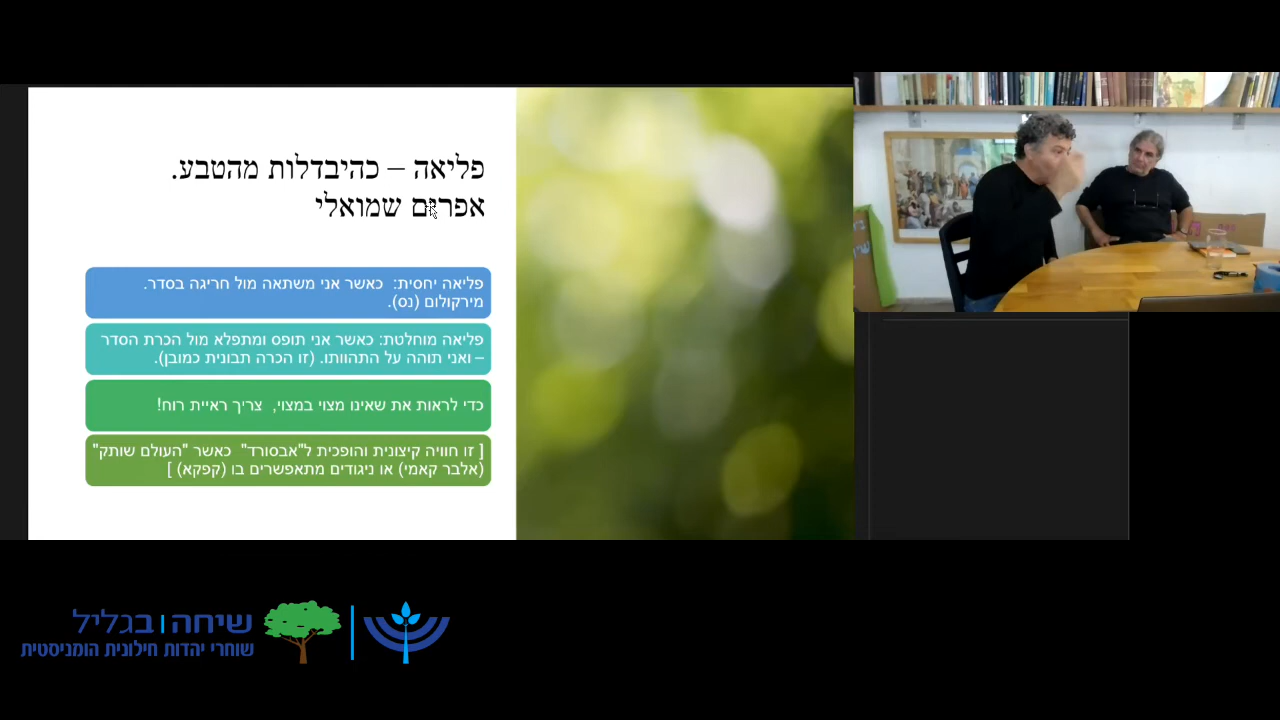 פליאה – כהיבדלות מהטבע.
אפרים שמואלי
פליאה יחסית: כאשר אני משתאה מול חריגה בסדר.
מירקולום (נס).
פליאה מוחלטת: כאשר אני תופס ומתפלא מול הכרת הסדר
– ואני תוהה על התהוותו. (זו הכרה תבונית כמובן).
כדי לראות את שאינו מצוי במצוי, צריך ראיית רוח!
[ זו חוויה קיצונית והופכית ל"אבסורד" כאשר "העולם שותק"
(אלבר קאמי) או ניגודים מתאפשרים בו (קפקא) ]
שיחה | בגליל
שוחרי יהדות חילונית הומניסטית